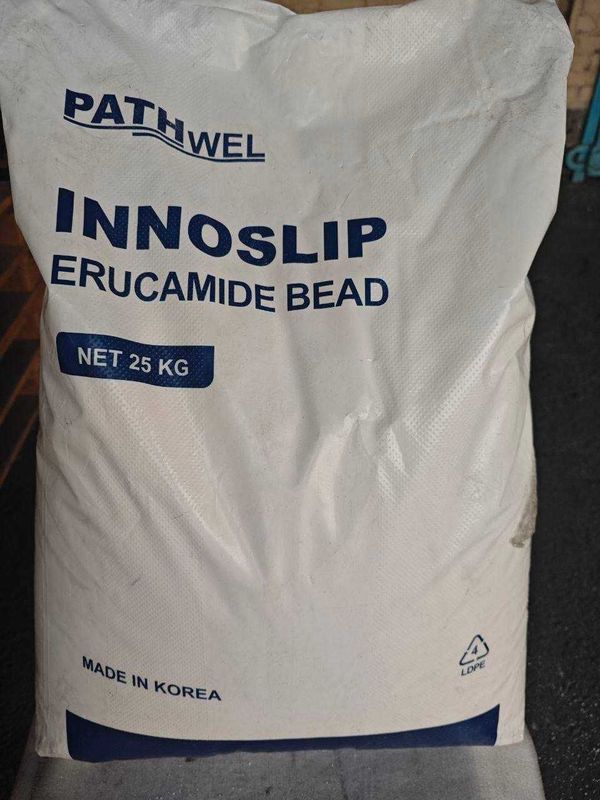 PATHWEL
INNOSLIP
ERUCAMIDE BEAD
NET 25 KG
MADE IN KOREA
4
LDPE